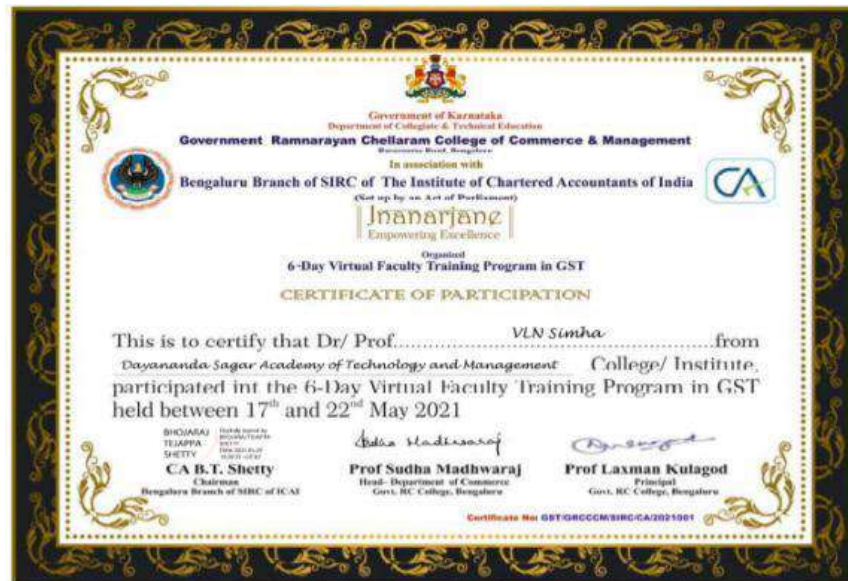 Government of Karnataka
Department of Collegiate & Technical Education
Government Ramnarayan Chellaram College of Commerce & Management
Bengaluru
In association with
Bengaluru Branch of SIRC of The Institute of Chartered Accountants of India
(Set up by an Act of Parliament)
CA
Jnanarjane
Empowering Excellence
Organized
6-Day Virtual Faculty Training Program in GST
CERTIFICATE OF PARTICIPATION
This is to certify that Dr/ Prof. VLN Simha from
Dayananda Sagar Academy of Technology and Management College/ Institute,
participated int the 6-Day Virtual Faculty Training Program in GST
held between 17th and 22nd May 2021
BHOJARAJ
TEJAPPA
SHETTY
Sudha Madhwaraj
CA B.T. Shetty Prof Sudha Madhwaraj Prof Laxman Kulagod
Chairman Head- Department of Commerce Principal
Bengaluru Branch of SIRC of ICAI Govt. RC College, Bengaluru Govt. RC College, Bengaluru
Certificate No: GST/GRCCCM/SIRC/CA/2021001